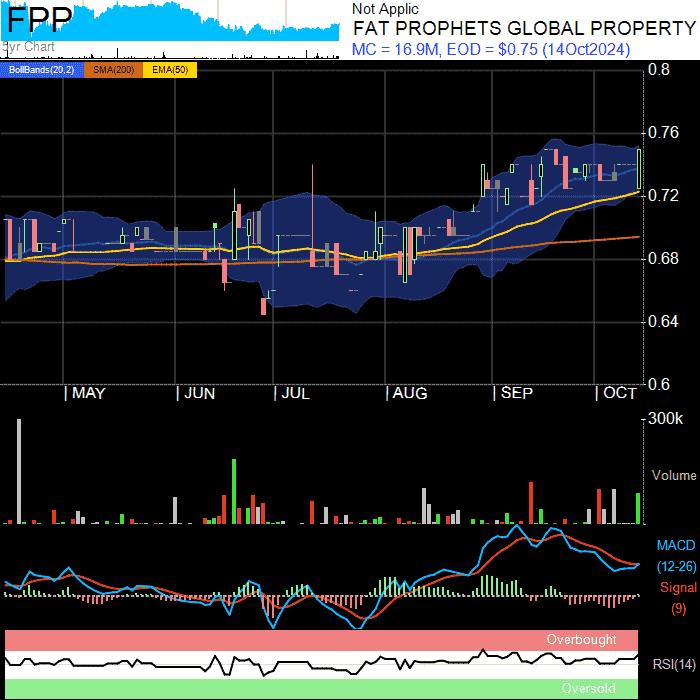 FPP
5yr Chart
Not Applic
FAT PROPHETS GLOBAL PROPERTY
MC = 16.9M, EOD = $0.75 (14Oct2024)
BollBands(20,2) SMA(200) EMA(50)
0.8
0.76
0.72
0.68
0.64
0.6
| MAY | JUN | JUL | AUG | SEP | OCT
300k
Volume
MACD
(12-26)
Signal
(9)
Overbought
RSI(14)
Oversold